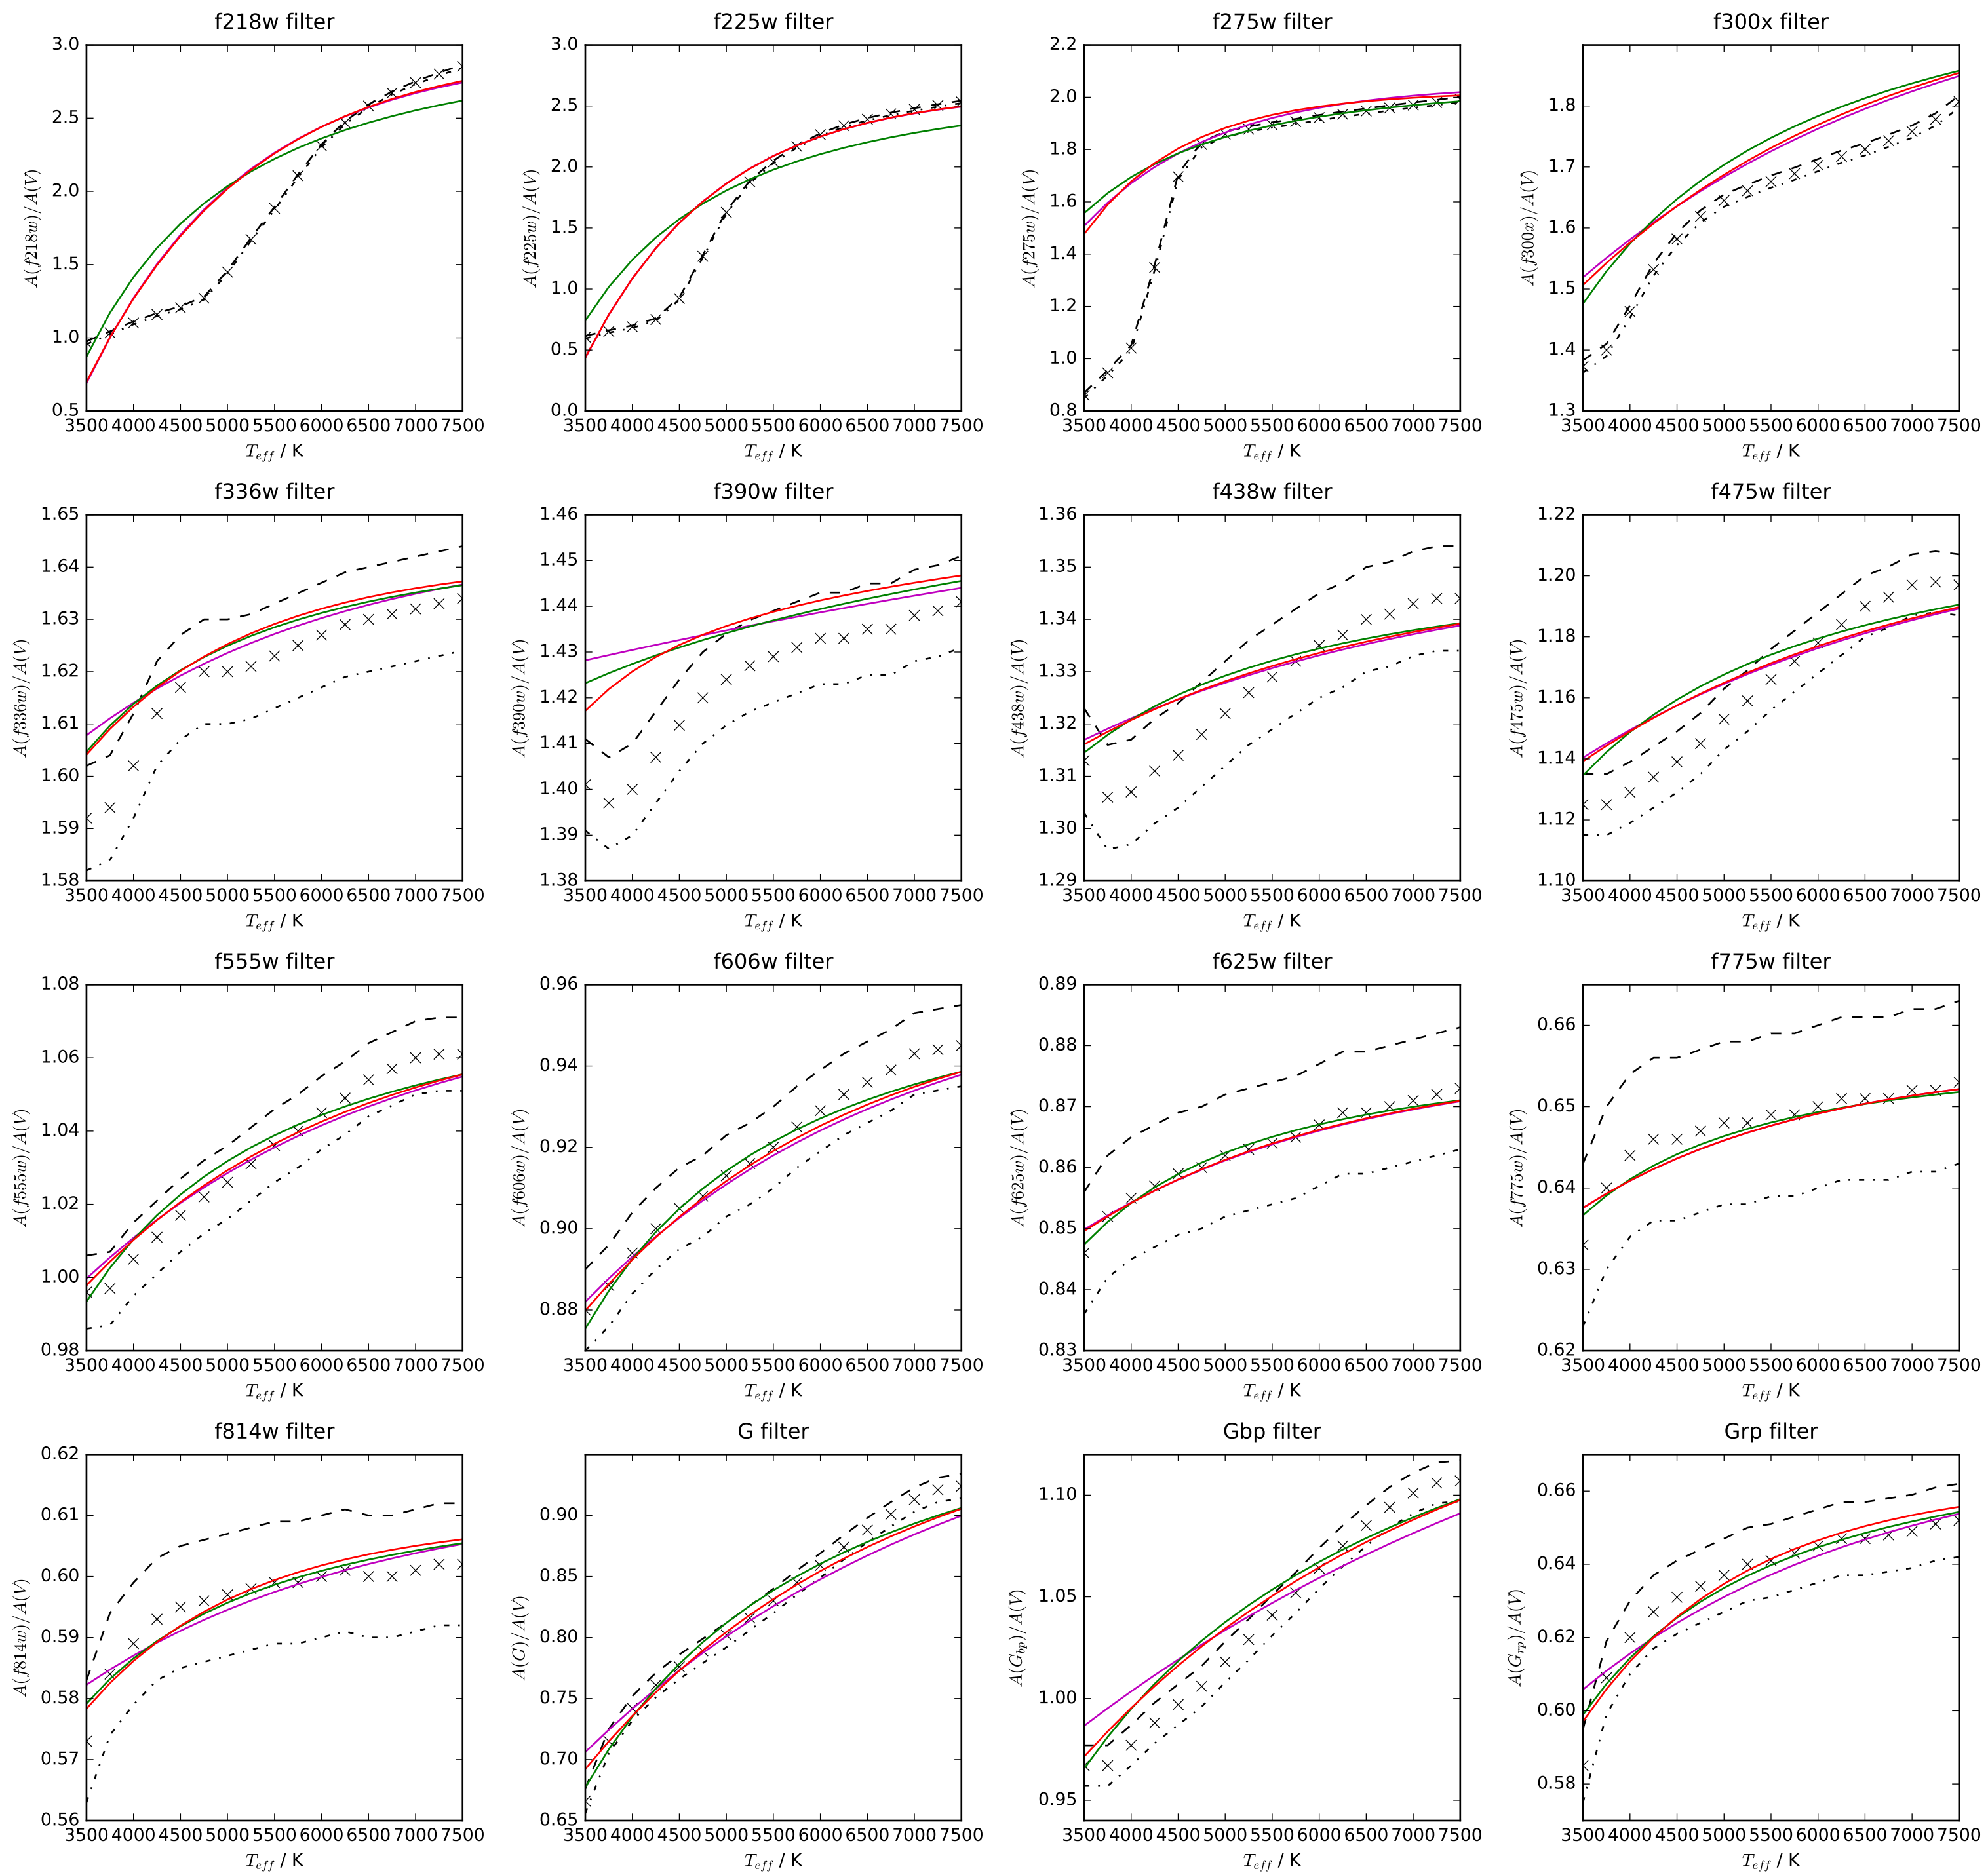 f218w filter f225w filter f275w filter f300x filter
3.0 3.0 2.2
2.5 2.5 2.0 1.8
2.0 2.0 1.8 1.7
1.5 1.5 1.6 1.6
1.4 1.5
1.0 1.0 1.2 1.4
0.5 1.0
0.5 0.0 0.8 1.3
A(f218w)/A(V) A(f225w)/A(V) A(f275w)/A(V) A(f300x)/A(V)
3500 4000 4500 5000 5500 6000 6500 7000 7500 3500 4000 4500 5000 5500 6000 6500 7000 7500 3500 4000 4500 5000 5500 6000 6500 7000 7500 3500 4000 4500 5000 5500 6000 6500 7000 7500
T_eff / K T_eff / K T_eff / K T_eff / K
f336w filter f390w filter f438w filter f475w filter
1.65 1.46 1.36 1.22
1.64 1.45 1.35 1.20
1.63 1.44 1.34 1.18
1.62 1.43 1.33 1.16
1.61 1.42 1.32 1.14
1.60 1.41 1.31 1.12
1.59 1.40 1.30 1.10
1.58 1.39 1.29
1.38
A(f336w)/A(V) A(f390w)/A(V) A(f438w)/A(V) A(f475w)/A(V)
3500 4000 4500 5000 5500 6000 6500 7000 7500 3500 4000 4500 5000 5500 6000 6500 7000 7500 3500 4000 4500 5000 5500 6000 6500 7000 7500 3500 4000 4500 5000 5500 6000 6500 7000 7500
T_eff / K T_eff / K T_eff / K T_eff / K
f555w filter f606w filter f625w filter f775w filter
1.08 0.96 0.89 0.66
1.06 0.94 0.88 0.65
1.04 0.92 0.87 0.64
1.02 0.90 0.86 0.63
1.00 0.88 0.85 0.62
0.98 0.84
0.83
A(f555w)/A(V) A(f606w)/A(V) A(f625w)/A(V) A(f775w)/A(V)
3500 4000 4500 5000 5500 6000 6500 7000 7500 3500 4000 4500 5000 5500 6000 6500 7000 7500 3500 4000 4500 5000 5500 6000 6500 7000 7500 3500 4000 4500 5000 5500 6000 6500 7000 7500
T_eff / K T_eff / K T_eff / K T_eff / K
f814w filter G filter Gbp filter Grp filter
0.62 0.90 1.10 0.66
0.61 0.85 1.05 0.64
0.60 0.80 1.00 0.62
0.59 0.75 0.95 0.60
0.58 0.70 0.58
0.57 0.65
0.56
A(f814w)/A(V) A(G)/A(V) A(G_bp)/A(V) A(G_rp)/A(V)
3500 4000 4500 5000 5500 6000 6500 7000 7500 3500 4000 4500 5000 5500 6000 6500 7000 7500 3500 4000 4500 5000 5500 6000 6500 7000 7500 3500 4000 4500 5000 5500 6000 6500 7000 7500
T_eff / K T_eff / K T_eff / K T_eff / K